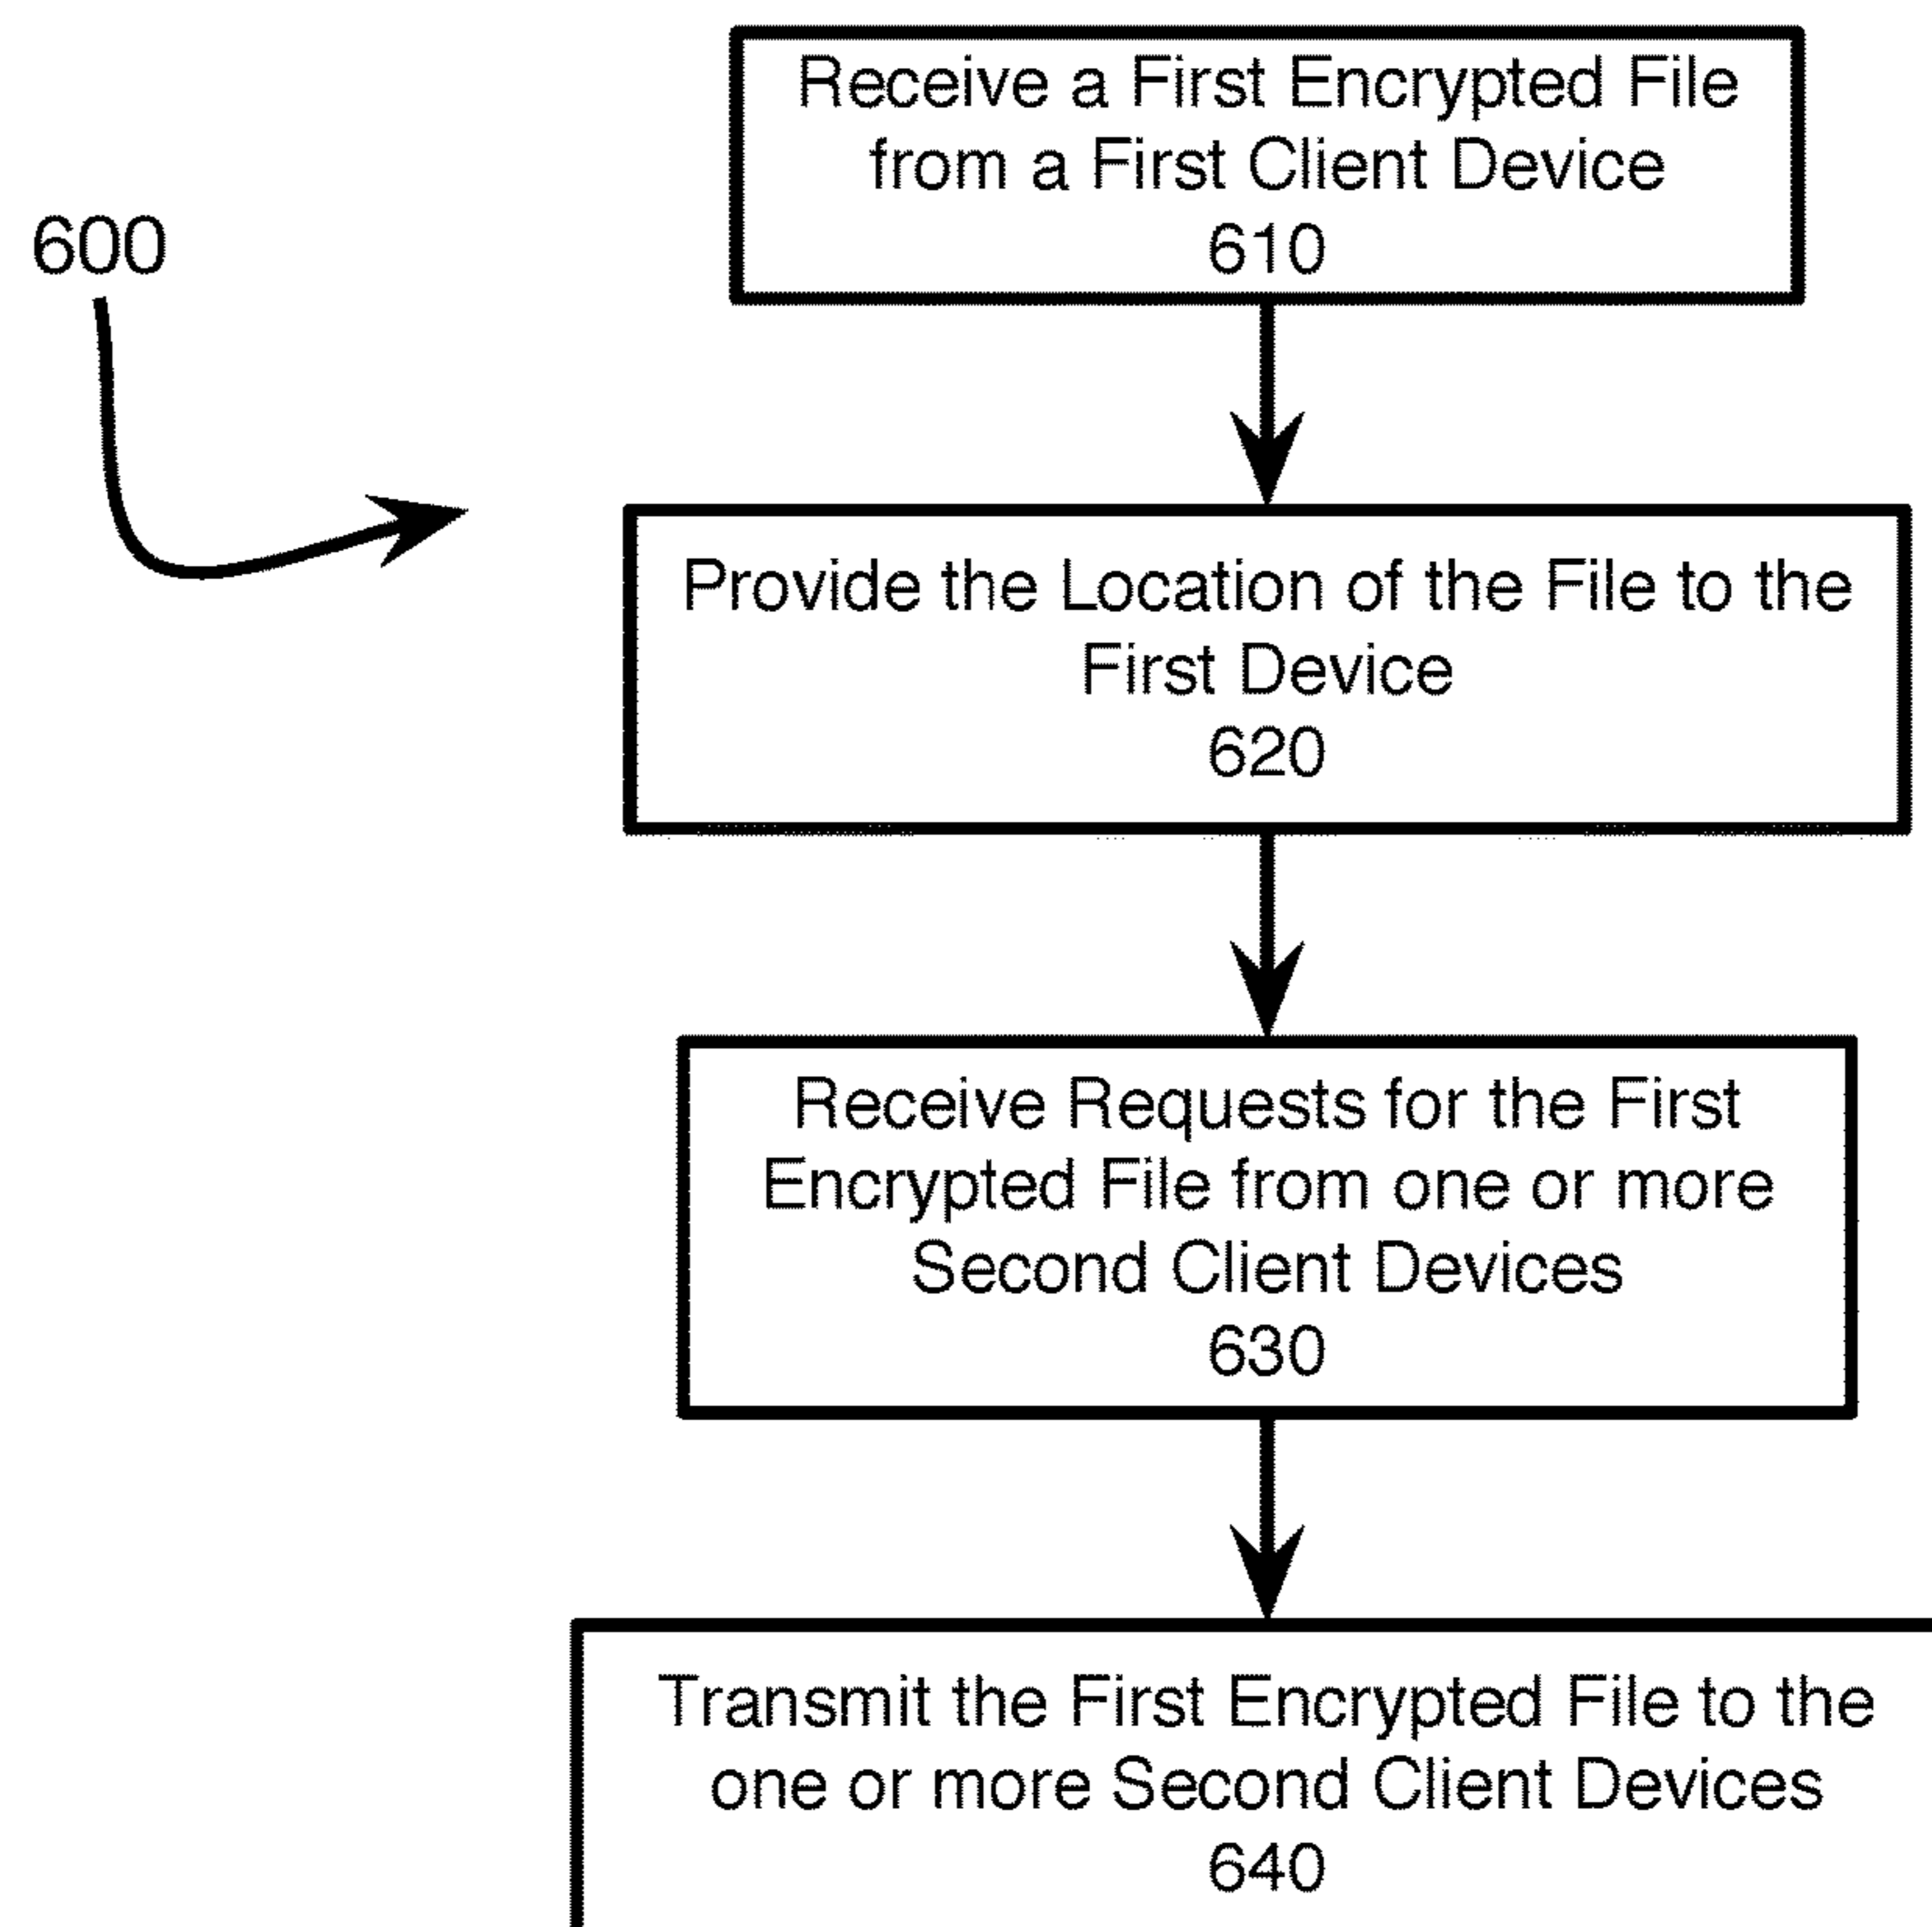 Receive a First Encrypted File
from a First Client Device
610
600
Provide the Location of the File to the
First Device
620
Receive Requests for the First
Encrypted File from one or more
Second Client Devices
630
Transmit the First Encrypted File to the
one or more Second Client Devices
640